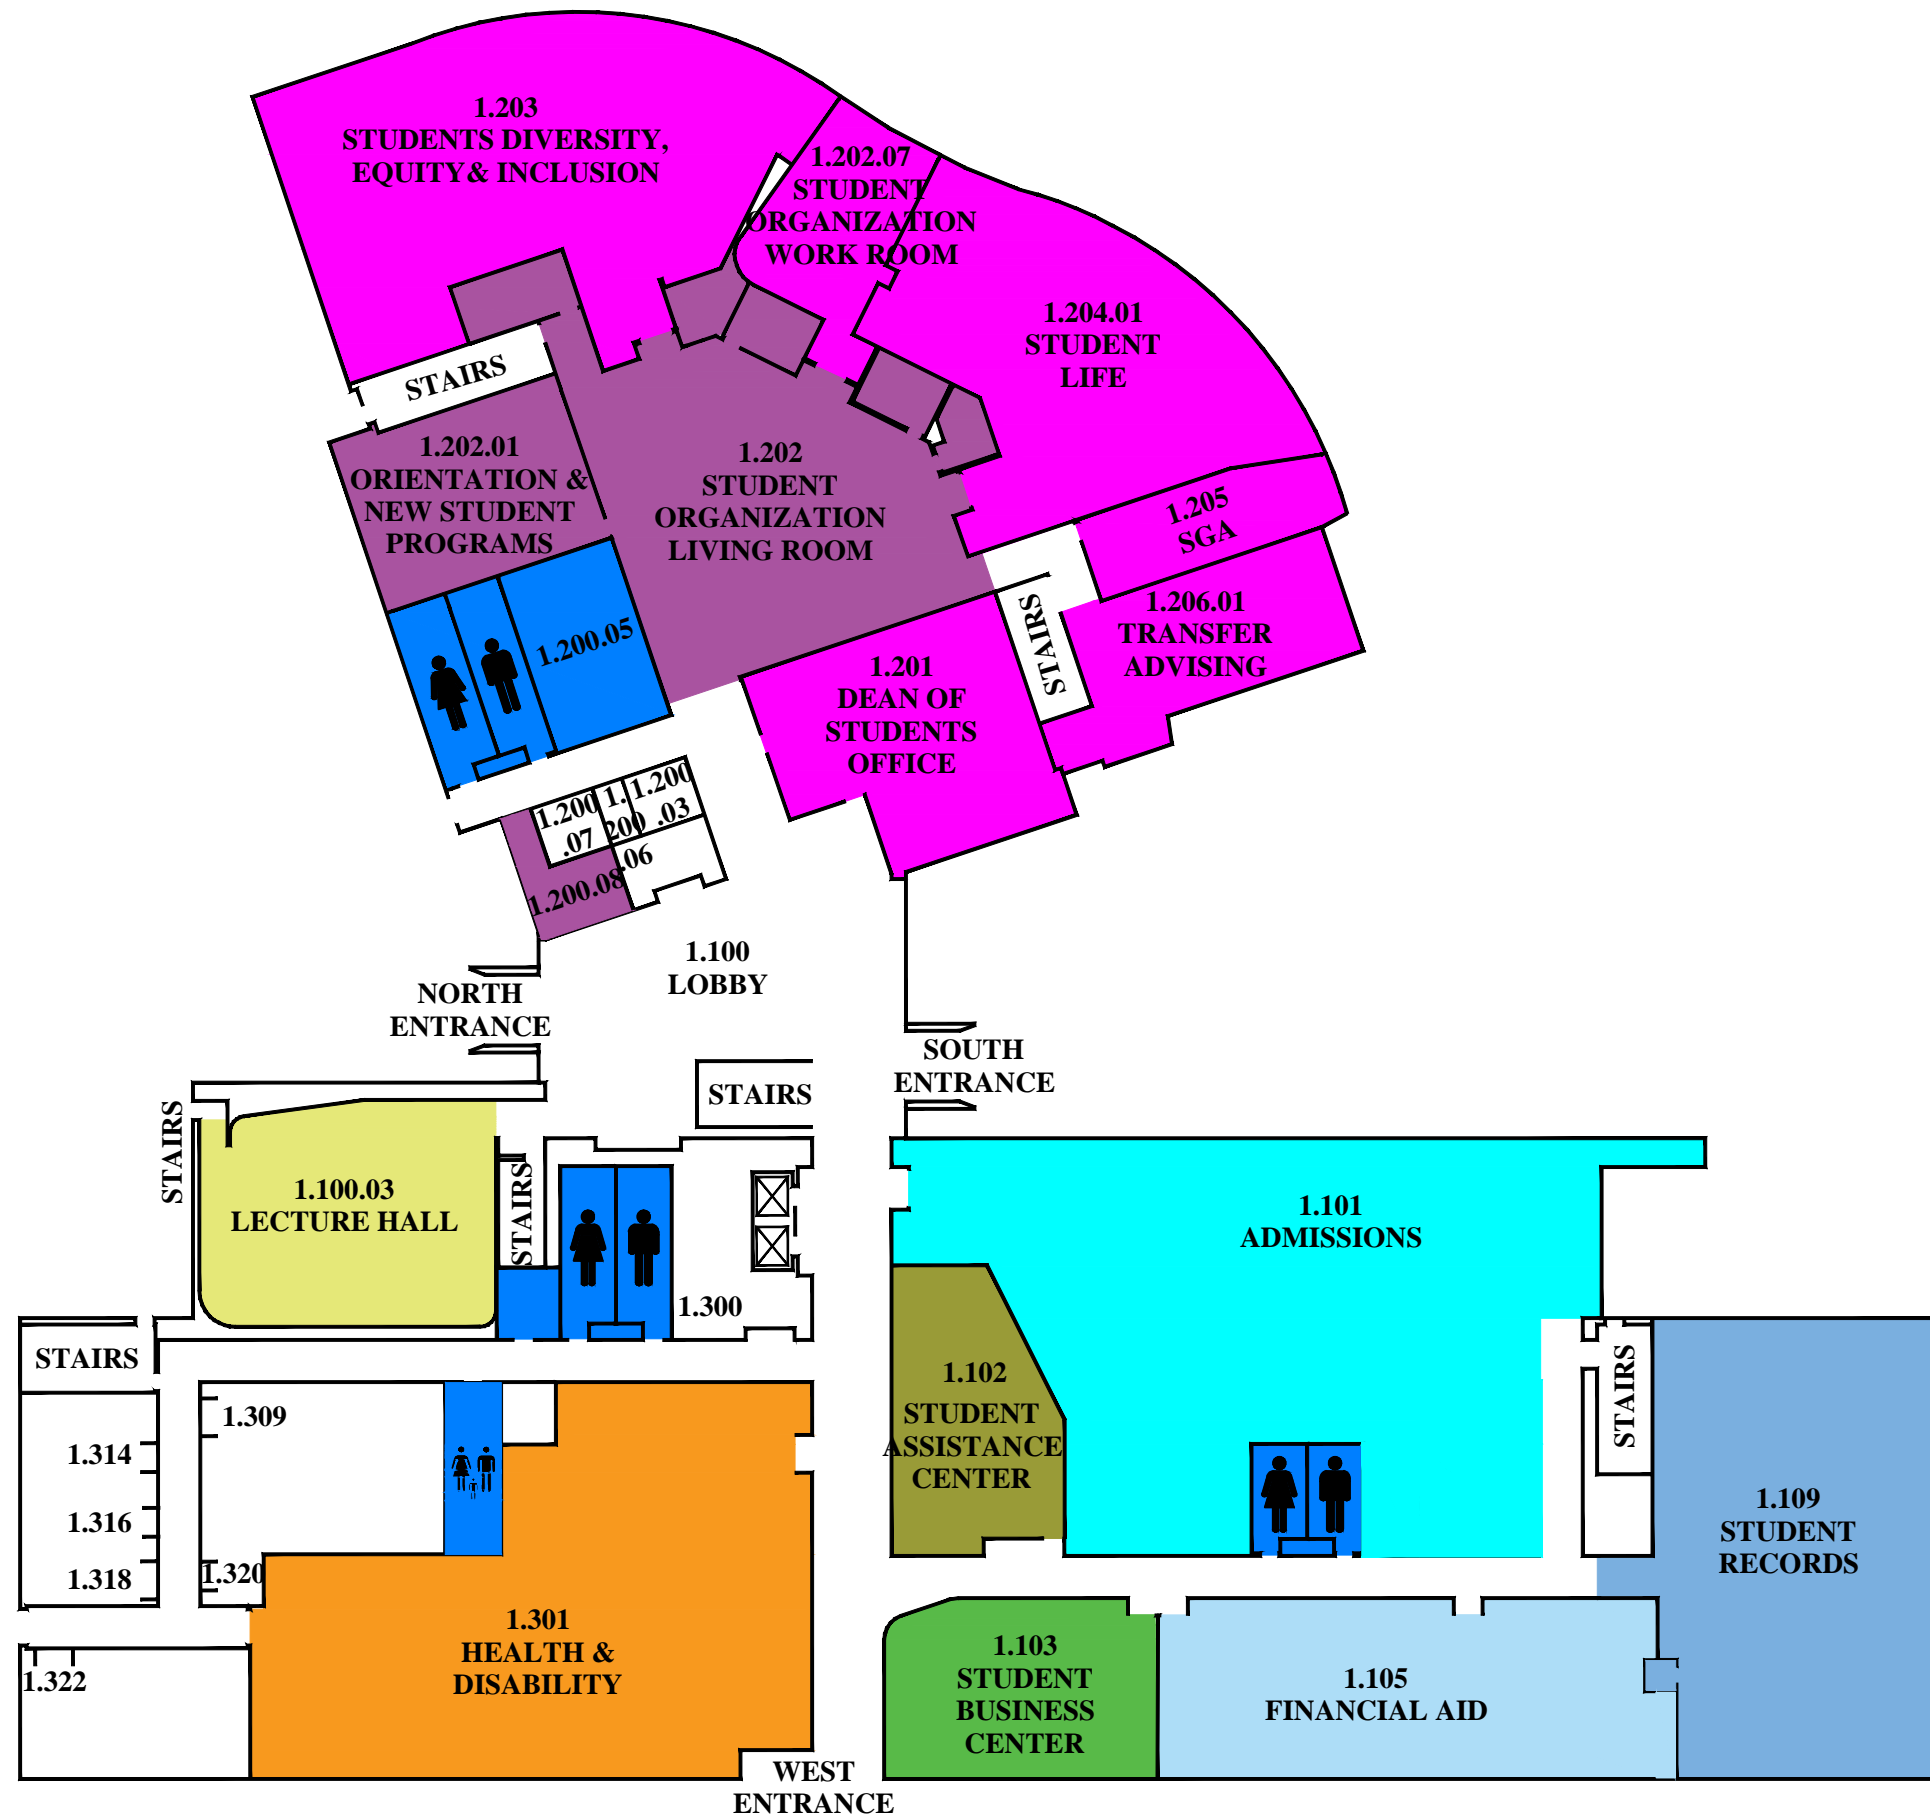 1.203
STUDENTS DIVERSITY,
EQUITY& INCLUSION
1.202.07
STUDENT
ORGANIZATION
WORK ROOM
1.204.01
STUDENT
LIFE
STAIRS
1.202.01
ORIENTATION &
NEW STUDENT
PROGRAMS
1.202
STUDENT
ORGANIZATION
LIVING ROOM
1.205
SGA
STAIRS
1.206.01
TRANSFER
ADVISING
1.200.05
1.201
DEAN OF
STUDENTS
OFFICE
1.200
.07
1.
200
.06
1.200
.03
1.200.08
1.100
LOBBY
NORTH
ENTRANCE
SOUTH
ENTRANCE
STAIRS
STAIRS
1.100.03
LECTURE HALL
STAIRS
1.101
ADMISSIONS
1.300
STAIRS
1.102
STUDENT
ASSISTANCE
CENTER
STAIRS
1.309
1.314
1.316
1.318
1.320
1.322
1.109
STUDENT
RECORDS
1.301
HEALTH &
DISABILITY
1.103
STUDENT
BUSINESS
CENTER
1.105
FINANCIAL AID
WEST
ENTRANCE